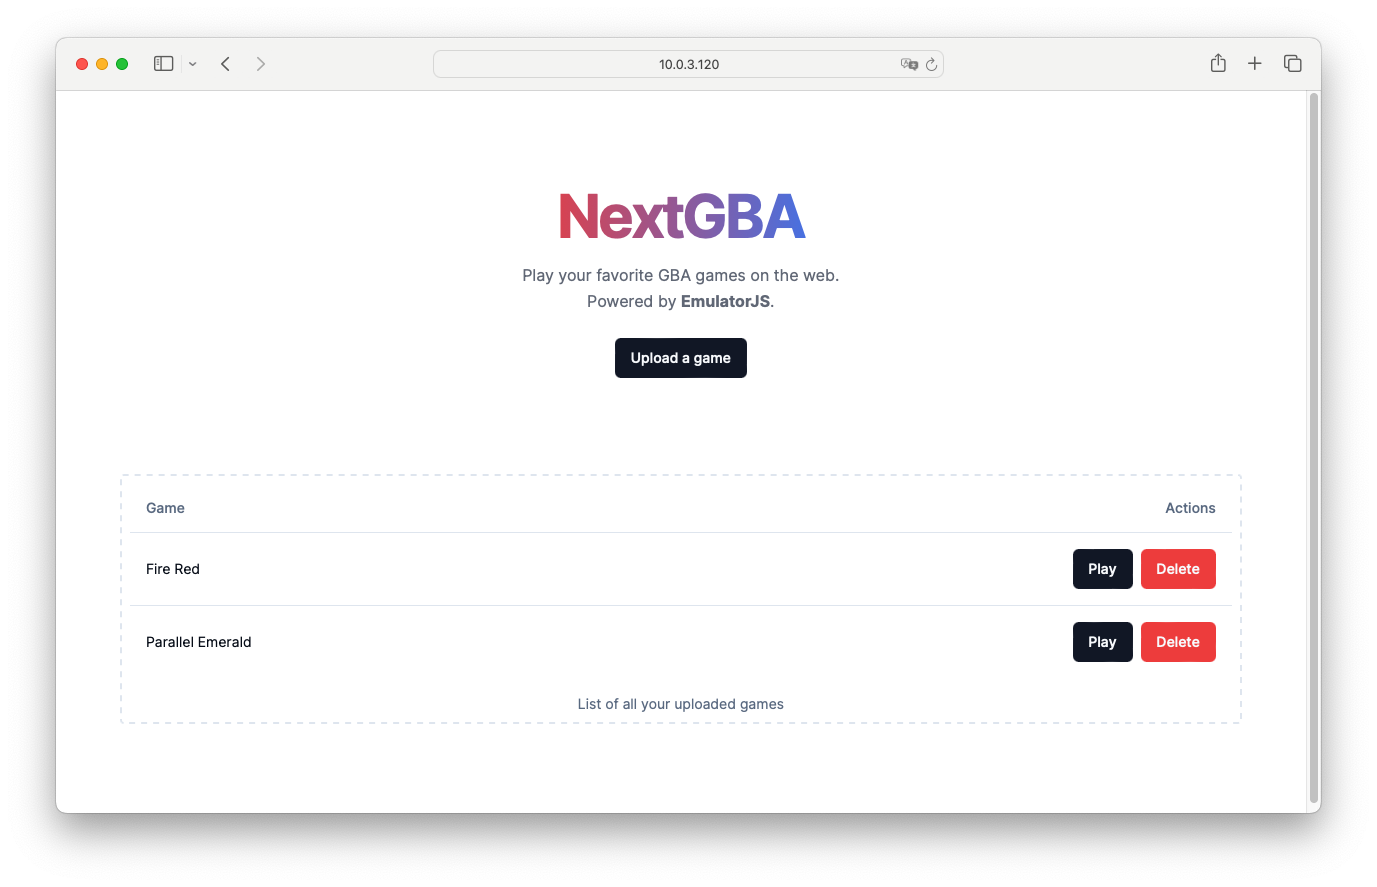 10.0.3.120
NextGBA
Play your favorite GBA games on the web.
Powered by EmulatorJS.
Upload a game
Game Actions
Fire Red Play Delete
Parallel Emerald Play Delete
List of all your uploaded games